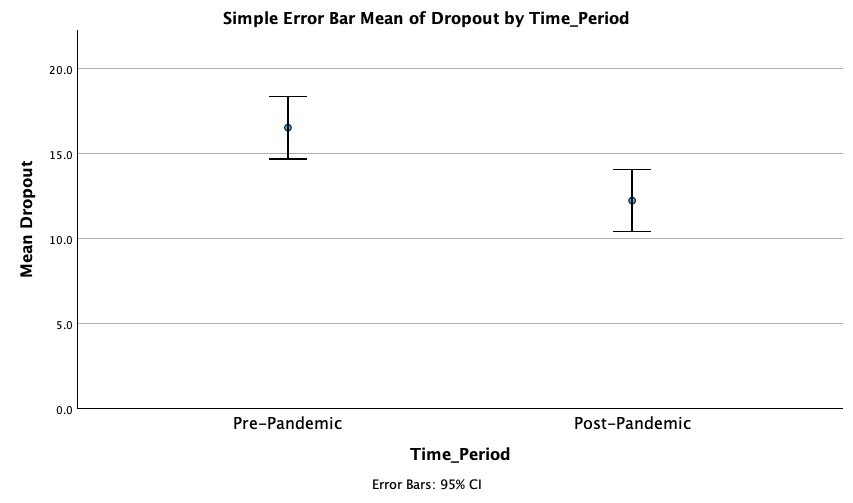 Simple Error Bar Mean of Dropout by Time_Period
Mean Dropout
20.0
15.0
10.0
5.0
0.0
Pre-Pandemic Post-Pandemic
Time_Period
Error Bars: 95% CI